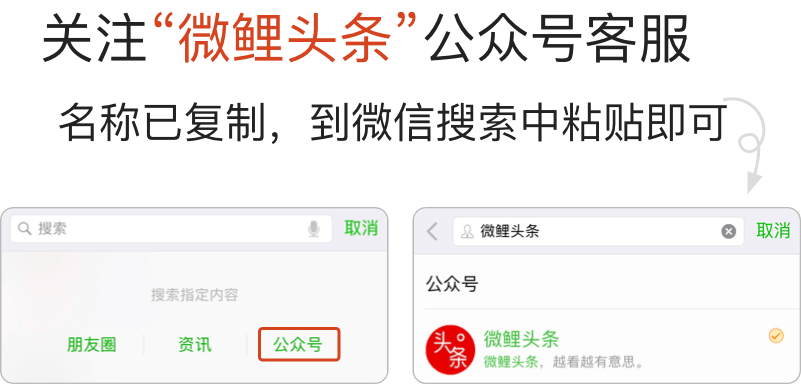 关注“微鲤头条”公众号客服
名称已复制，到微信搜索中粘贴即可
搜索 取消
搜索指定内容
朋友圈 资讯 公众号
微鲤头条 取消
公众号
头条
微鲤头条
微鲤头条，越看越有意思。